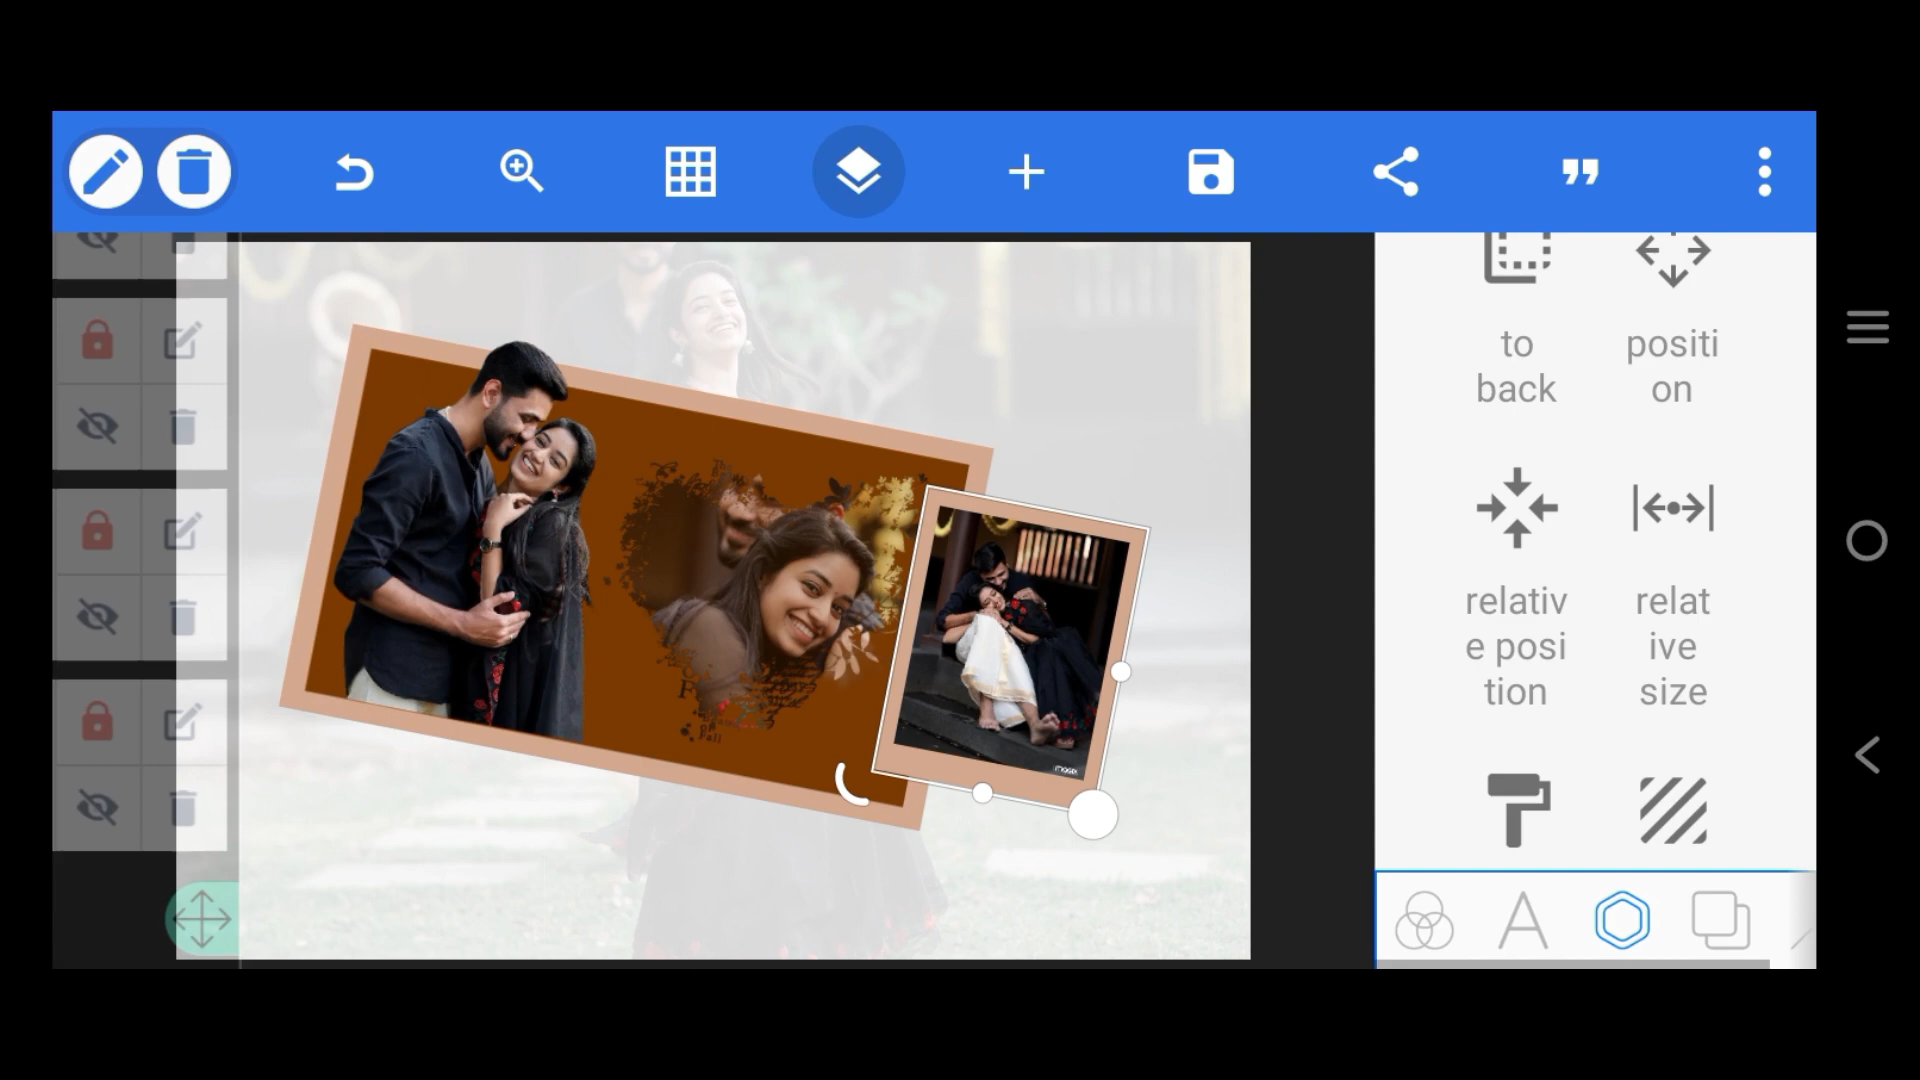 to
back
positi
on
relativ
e posi
tion
relat
ive
size